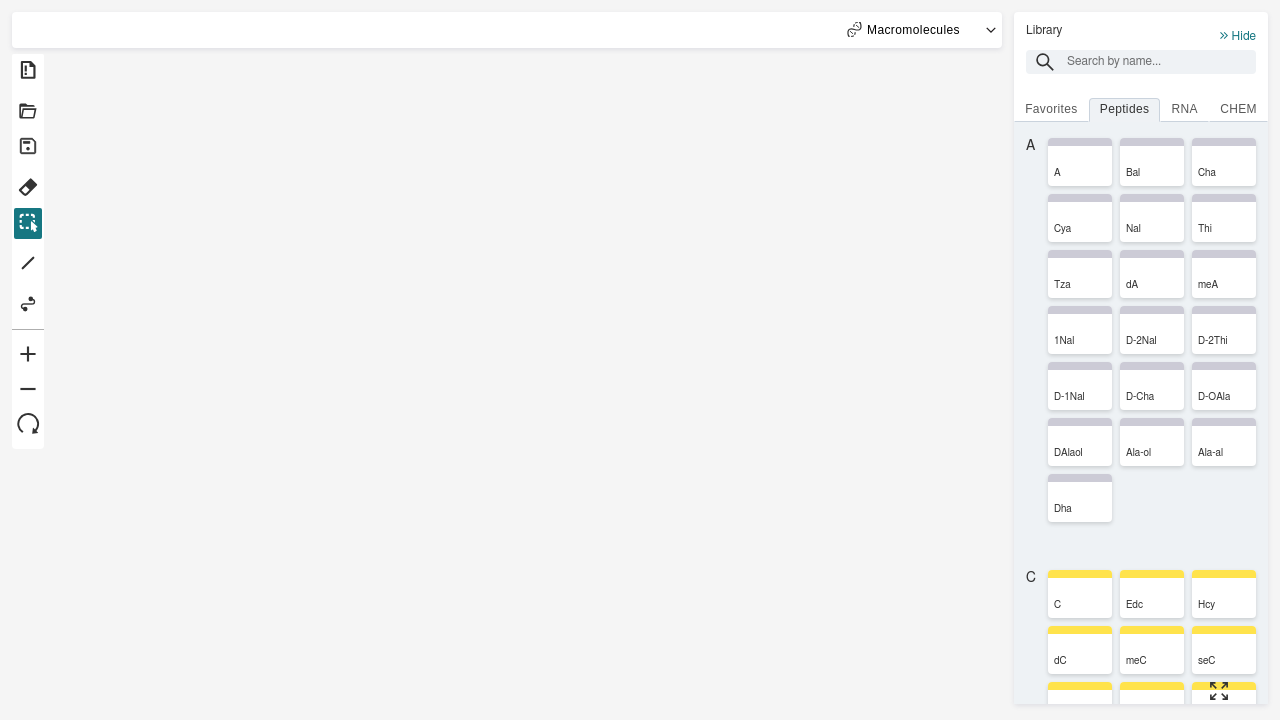 Macromolecules
Library
Hide
Search by name...
Favorites Peptides RNA CHEM
A
A Bal Cha
Cya Nal Thi
Tza dA meA
1Nal D-2Nal D-2Thi
D-1Nal D-Cha D-OAla
DAlaol Ala-ol Ala-al
Dha
C
C Edc Hcy
dC meC seC